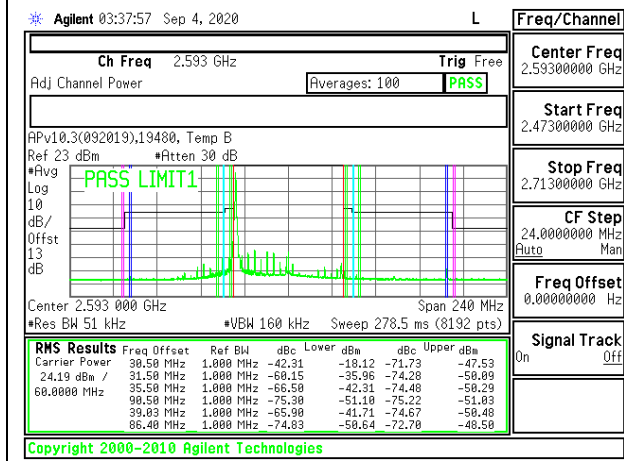 Agilent 03:37:57 Sep 4, 2020 L
Freq/Channel
Ch Freq 2.593 GHz Trig Free
Adj Channel Power Averages: 100 PASS
Center Freq
2.59300000 GHz
Start Freq
2.47300000 GHz
APv10.3(092019),19480, Temp B
Ref 23 dBm #Atten 30 dB
#Avg
Log
10
dB/
Offst
13
dB
PASS LIMIT1
Stop Freq
2.71300000 GHz
CF Step
24.0000000 MHz
Auto Man
Freq Offset
0.00000000 Hz
Center 2.593 000 GHz Span 240 MHz
#Res BW 51 kHz #VBW 160 kHz Sweep 278.5 ms (8192 pts)
Signal Track
On Off
RMS Results Freq Offset Ref BW dBc Lower dBm dBc Upper dBm
Carrier Power 30.50 MHz 1.000 MHz -42.31 -18.12 -71.73 -47.53
24.19 dBm / 31.50 MHz 1.000 MHz -60.15 -35.96 -74.28 -50.09
60.0000 MHz 35.50 MHz 1.000 MHz -66.50 -42.31 -74.48 -50.29
90.50 MHz 1.000 MHz -75.30 -51.10 -75.22 -51.03
39.03 MHz 1.000 MHz -65.90 -41.71 -74.67 -50.48
86.40 MHz 1.000 MHz -74.83 -50.64 -72.70 -48.50
Copyright 2000-2010 Agilent Technologies